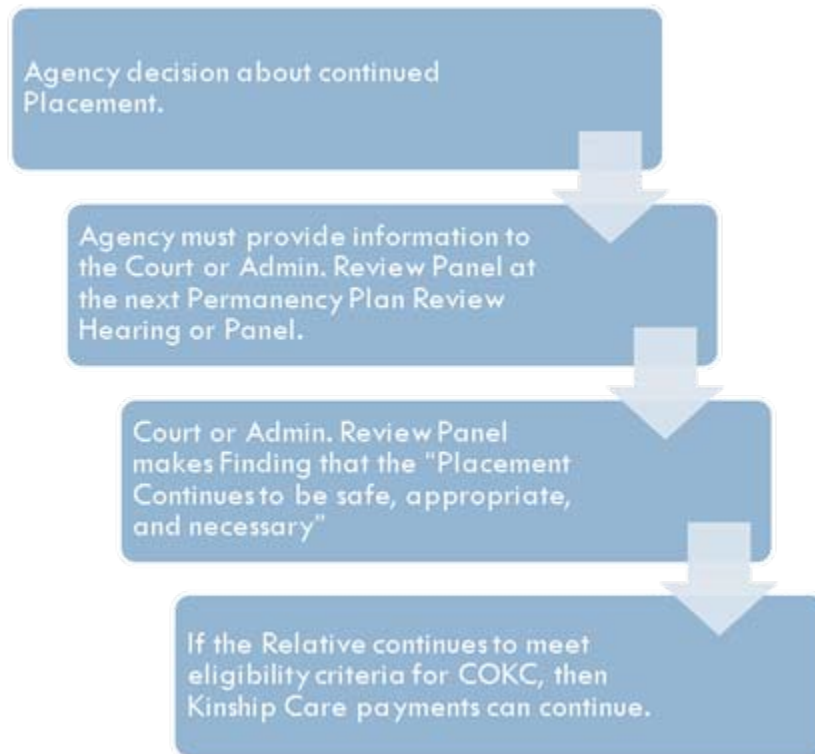 Agency decision about continued
Placement.
Agency must provide information to
the Court or Admin. Review Panel at
the next Permanency Plan Review
Hearing or Panel.
Court or Admin. Review Panel
makes Finding that the "Placement
Continues to be safe, appropriate,
and necessary"
If the Relative continues to meet
eligibility criteria for COKC, then
Kinship Care payments can continue.